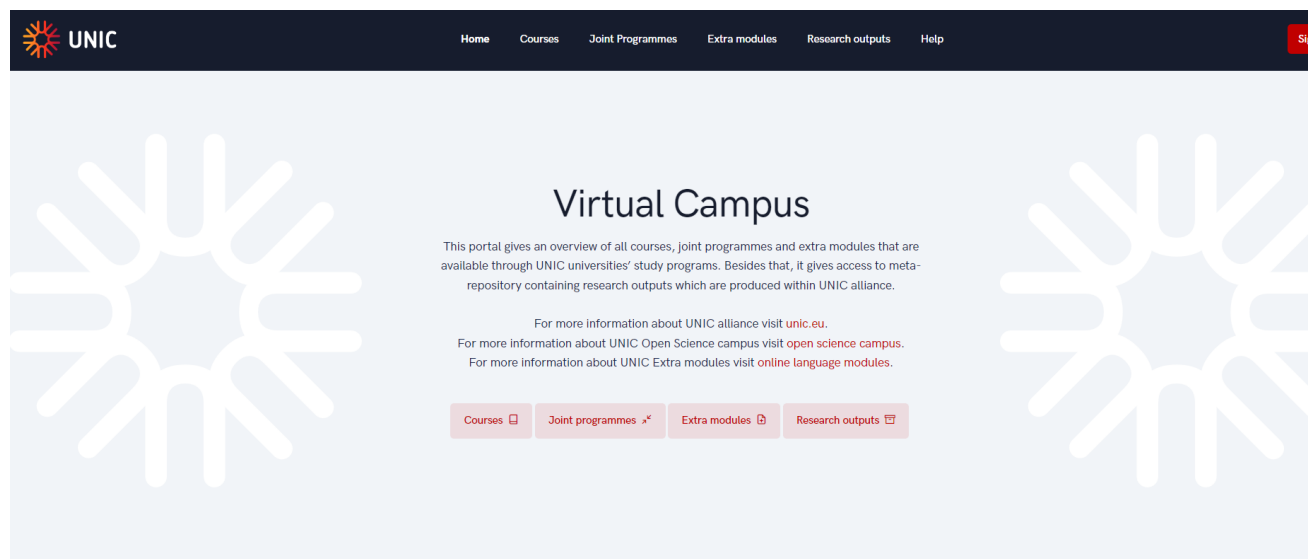 UNIC
Home Courses Joint Programmes Extra modules Research outputs Help
Virtual Campus
This portal gives an overview of all courses, joint programmes and extra modules that are
available through UNIC universities' study programs. Besides that, it gives access to meta-
repository containing research outputs which are produced within UNIC alliance.
For more information about UNIC alliance visit unic.eu.
For more information about UNIC Open Science campus visit open science campus.
For more information about UNIC Extra modules visit online language modules.
Courses Joint programmes Extra modules Research outputs